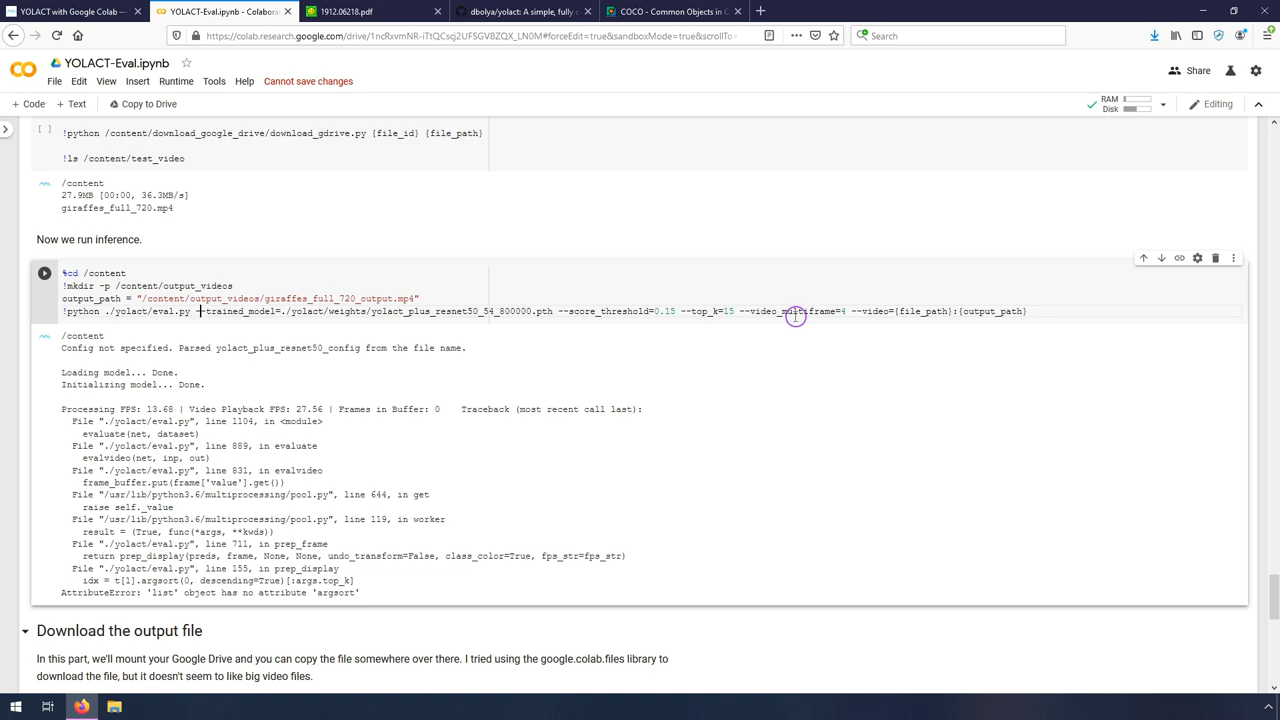 YOLACT with Google Colab —
YOLACT-Eval.ipynb - Colabora
1912.06218.pdf
dbolya/yolact: A simple, fully c
COCO - Common Objects in C
https://colab.research.google.com/drive/1ncRxvmNR-iTtQCscj2UFSGV8ZQX_LN0M#forceEdit=true&sandboxMode=true&scrollTo=
Search
YOLACT-Eval.ipynb
File Edit View Insert Runtime Tools Help Cannot save changes
Share
+ Code + Text Copy to Drive
RAM
Disk
Editing
[ ]
!python /content/download_google_drive/download_gdrive.py {file_id} {file_path}
!ls /content/test_video
/content
27.9MB [00:00, 36.3MB/s]
giraffes_full_720.mp4
Now we run inference.
%cd /content
!mkdir -p /content/output_videos
output_path = "/content/output_videos/giraffes_full_720_output.mp4"
!python ./yolact/eval.py --trained_model=./yolact/weights/yolact_plus_resnet50_54_800000.pth --score_threshold=0.15 --top_k=15 --video_multiframe=4 --video={file_path}:{output_path}
/content
Config not specified. Parsed yolact_plus_resnet50_config from the file name.
Loading model... Done.
Initializing model... Done.
Processing FPS: 13.68 | Video Playback FPS: 27.56 | Frames in Buffer: 0 Traceback (most recent call last):
File "./yolact/eval.py", line 1104, in <module>
evaluate(net, dataset)
File "./yolact/eval.py", line 889, in evaluate
evalvideo(net, inp, out)
File "./yolact/eval.py", line 831, in evalvideo
frame_buffer.put(frame['value'].get())
File "/usr/lib/python3.6/multiprocessing/pool.py", line 644, in get
raise self._value
File "/usr/lib/python3.6/multiprocessing/pool.py", line 119, in worker
result = (True, func(*args, **kwds))
File "./yolact/eval.py", line 711, in prep_frame
return prep_display(preds, frame, None, None, undo_transform=False, class_color=True, fps_str=fps_str)
File "./yolact/eval.py", line 155, in prep_display
idx = t[1].argsort(0, descending=True)[:args.top_k]
AttributeError: 'list' object has no attribute 'argsort'
Download the output file
In this part, we'll mount your Google Drive and you can copy the file somewhere over there. I tried using the google.colab.files library to
download the file, but it doesn't seem to like big video files.